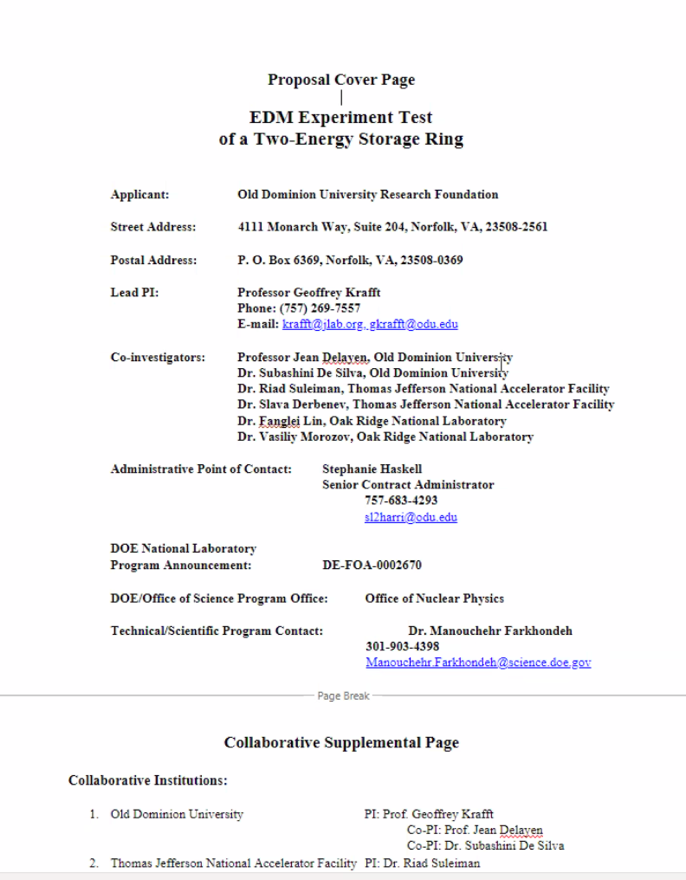 Proposal Cover Page
EDM Experiment Test
of a Two-Energy Storage Ring
Applicant: Old Dominion University Research Foundation
Street Address: 4111 Monarch Way, Suite 204, Norfolk, VA, 23508-2561
Postal Address: P. O. Box 6369, Norfolk, VA, 23508-0369
Lead PI: Professor Geoffrey Krafft
Phone: (757) 269-7557
E-mail: krafft@jlab.org, gkrafft@odu.edu
Co-investigators: Professor Jean Delayen, Old Dominion University
Dr. Subashini De Silva, Old Dominion University
Dr. Riad Suleiman, Thomas Jefferson National Accelerator Facility
Dr. Slava Derbenev, Thomas Jefferson National Accelerator Facility
Dr. Fanglei Lin, Oak Ridge National Laboratory
Dr. Vasiliy Morozov, Oak Ridge National Laboratory
Administrative Point of Contact: Stephanie Haskell
Senior Contract Administrator
757-683-4293
sl2harri@odu.edu
DOE National Laboratory
Program Announcement: DE-FOA-0002670
DOE/Office of Science Program Office: Office of Nuclear Physics
Technical/Scientific Program Contact: Dr. Manouchehr Farkhondeh
301-903-4398
Manouchehr.Farkhondeh@science.doe.gov
Page Break
Collaborative Supplemental Page
Collaborative Institutions:
1. Old Dominion University PI: Prof. Geoffrey Krafft
Co-PI: Prof. Jean Delayen
Co-PI: Dr. Subashini De Silva
2. Thomas Jefferson National Accelerator Facility PI: Dr. Riad Suleiman